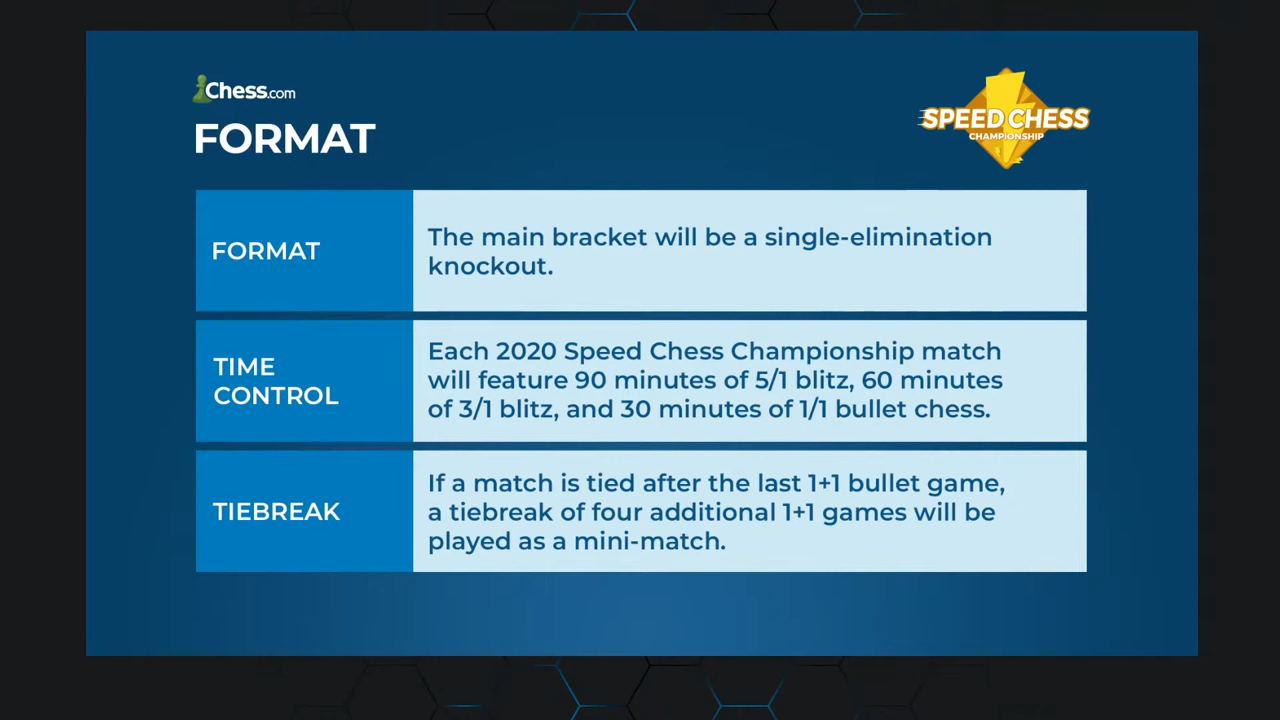 Chess.com
FORMAT
SPEED CHESS
CHAMPIONSHIP
FORMAT
The main bracket will be a single-elimination
knockout.
TIME
CONTROL
Each 2020 Speed Chess Championship match
will feature 90 minutes of 5/1 blitz, 60 minutes
of 3/1 blitz, and 30 minutes of 1/1 bullet chess.
TIEBREAK
If a match is tied after the last 1+1 bullet game,
a tiebreak of four additional 1+1 games will be
played as a mini-match.